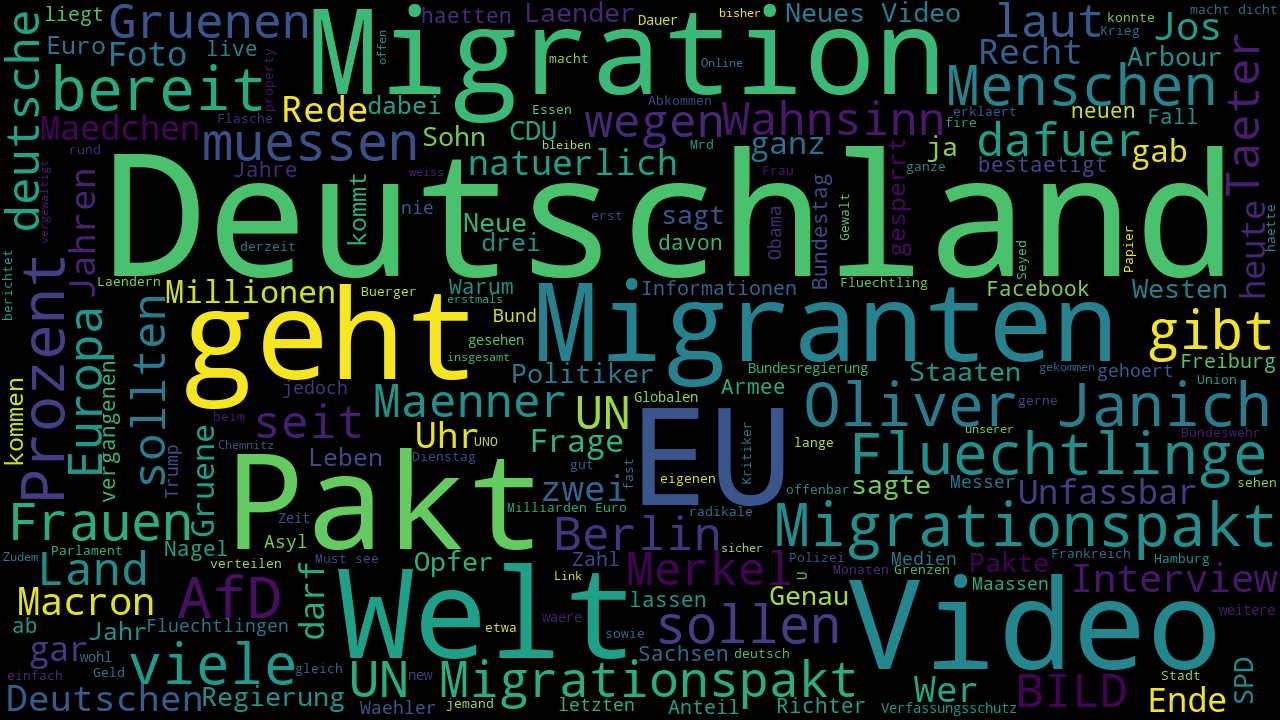 liegt
Gruenen
Migration
haetten
Laender
Dauer
bisher
Neues Video
laut
konnte
Krieg
macht dicht
Jos
deutsche
Euro
Foto
live
offen
macht
Online
Recht
Arbour
bereit
property
Rede
dabei
Essen
Abkommen
Menschen
erklaert
neuen
Fall
Taeter
Maedchen
Flasche
muessen
Sohn
CDU
bleiben
wegen
Mrd
Wahnsinn
ganz
fire
ja
dafuer
gab
rund
vergewaltigt
Jahre
kommt
natuerlich
weiss
Frau
ganze
bestaetigt
Deutschland
Jahren
nie
Neue
erst
sagt
Obama
Bundestag
Gewalt
gesperrt
heute
haette
derzeit
drei
davon
seyed
Papier
berichtet
Prozent
Laendern
Millionen
Buerger
Warum
erstmals
Informationen
Fluechtling
Facebook
Westen
Europa
sollten
geht
Bund
gesehen
insgesamt
Migranten
gibt
Freiburg
kommen
vergangenen
jedoch
Politiker
Bundesregierung
Armee
Staaten
gekommen
gehoert
Union
beim
seit
Maenner
UN
Globalen
Oliver
gerne
Janich
Chemnitz
Trump
Gruene
Leben
Uhr
UNO
Dienstag
Frage
EU
Kritiker
lange
unserer
Bundeswehr
Pakt
gut
fast
eigenen
offenbar
sagte
Fluechtlinge
Messer
sehen
Frauen
Zeit
zwei
Milliarden Euro
radikale
Unfassbar
Asyl
Nagel
Berlin
Migrationspakt
Zudem
Parlament
Land
verteilen
Must see
Opfer
Zahl
sicher
Polizei
Medien
Pakte
Frankreich
Hamburg
Macron
AfD
darf
Welt
Link
Merkel
U
Monaten
Grenzen
Maassen
Interview
ab
Jahr
Fluechtlingen
etwa
waere
lassen
Genau
Video
weitere
gar
wohl
sowie
sollen
einfach
Geld
viele
gleich
Sachsen
deutsch
Deutschen
Regierung
UN
new
Migrationspakt
Wer
BILD
Stadt
SPD
Waehler
jemand
letzten
Anteil
Richter
Verfassungsschutz
Ende